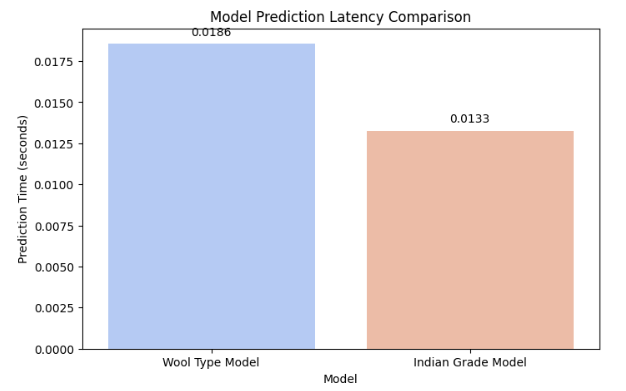 Model Prediction Latency Comparison
0.0186
0.0133
Prediction Time (seconds)
0.0175
0.0150
0.0125
0.0100
0.0075
0.0050
0.0025
0.0000
Wool Type Model
Indian Grade Model
Model